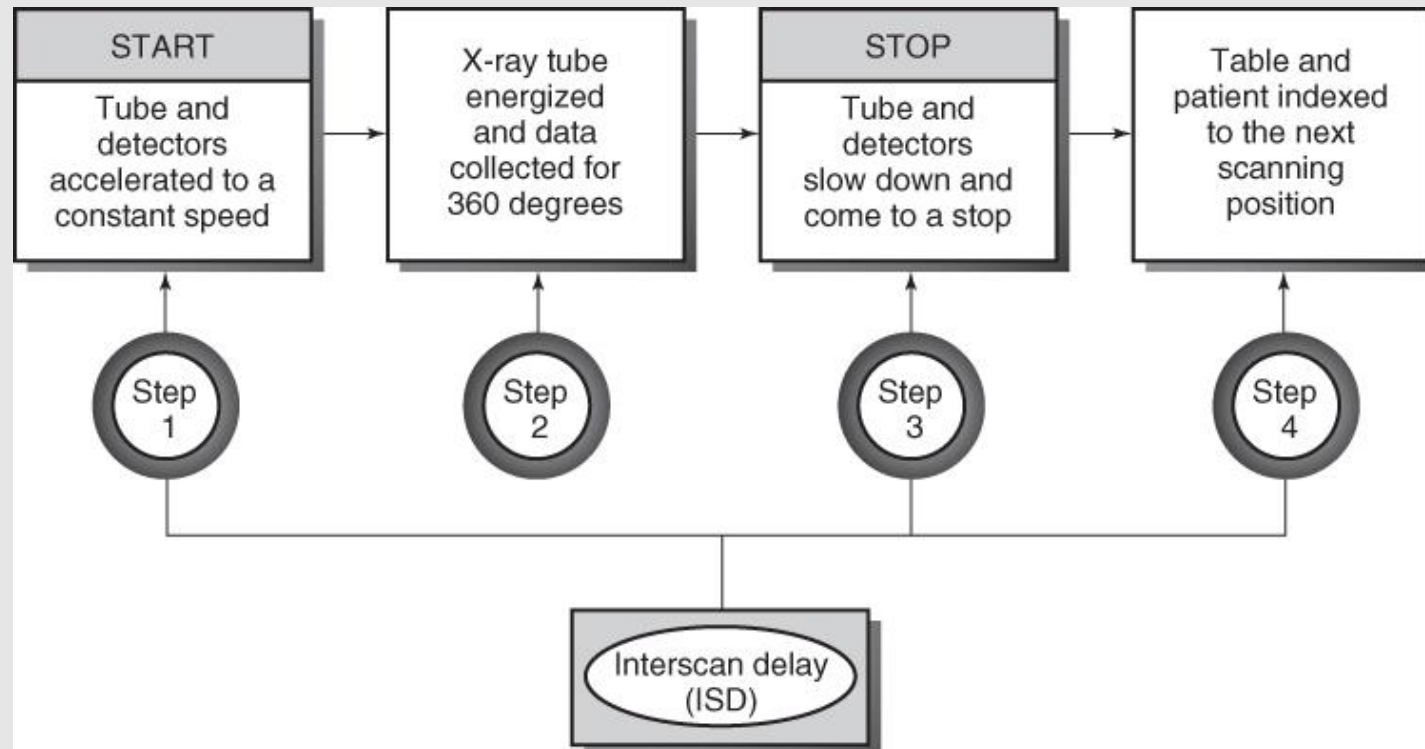 START
Tube and
detectors
accelerated to a
constant speed
X-ray tube
energized
and data
collected for
360 degrees
STOP
Tube and
detectors
slow down and
come to a stop
Table and
patient indexed
to the next
scanning
position
Step
1
Step
2
Step
3
Step
4
Interscan delay
(ISD)